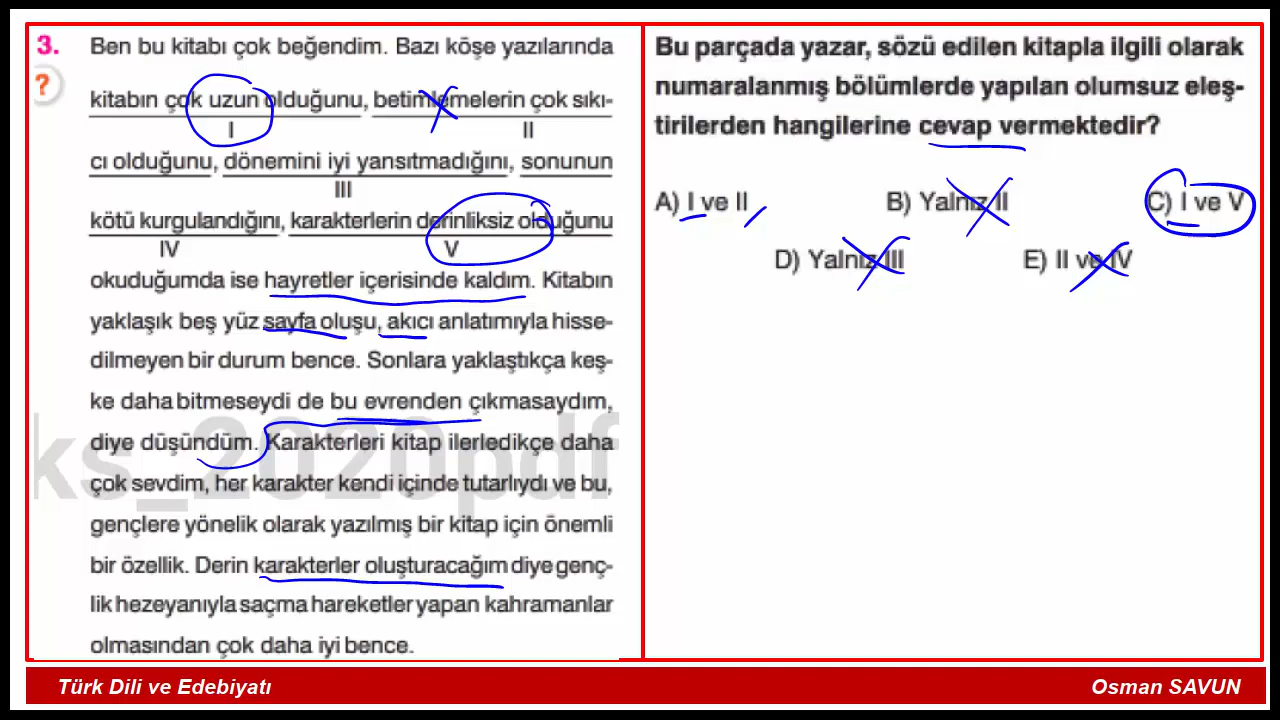 3. Ben bu kitabı çok beğendim. Bazı köşe yazılarında
? kitabın çok uzun olduğunu, betimlemelerin çok sıkı-
I II
cı olduğunu, dönemini iyi yansıtmadığını, sonunun
III
kötü kurgulandığını, karakterlerin derinliksiz olduğunu
IV V
okuduğumda ise hayretler içerisinde kaldım. Kitabın
yaklaşık beş yüz sayfa oluşu, akıcı anlatımıyla hisse-
dilmeyen bir durum bence. Sonlara yaklaştıkça keş-
ke daha bitmeseydi de bu evrenden çıkmasaydım,
diye düşündüm. Karakterleri kitap ilerledikçe daha
çok sevdim, her karakter kendi içinde tutarlıydı ve bu,
gençlere yönelik olarak yazılmış bir kitap için önemli
bir özellik. Derin karakterler oluşturacağım diye genç-
lik hezeyanıyla saçma hareketler yapan kahramanlar
olmasından çok daha iyi bence.
ks_2020pdf
Bu parçada yazar, sözü edilen kitapla ilgili olarak
numaralanmış bölümlerde yapılan olumsuz eleş-
tirilerden hangilerine cevap vermektedir?
A) I ve II B) Yalnız II C) I ve V
D) Yalnız III E) II ve IV
Türk Dili ve Edebiyatı
Osman SAVUN